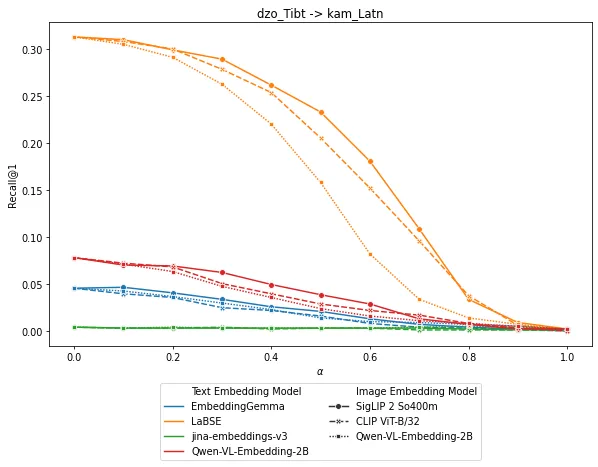 dzo_Tibt -> kam_Latn
Recall@1
0.30
0.25
0.20
0.15
0.10
0.05
0.00
0.0 0.2 0.4 0.6 0.8 1.0
α
Text Embedding Model
EmbeddingGemma
LaBSE
jina-embeddings-v3
Qwen-VL-Embedding-2B
Image Embedding Model
SigLIP 2 So400m
CLIP ViT-B/32
Qwen-VL-Embedding-2B